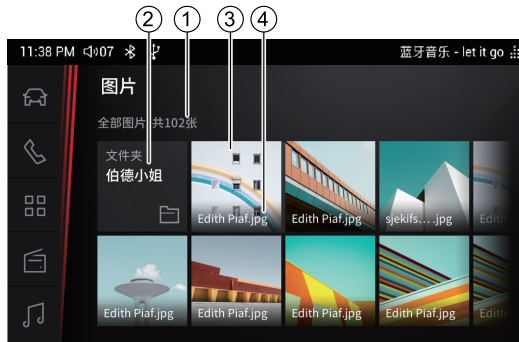 ② ① ③ ④
11:38 PM 07 蓝牙音乐 - let it go
图片
全部图片 共102张
文件夹
伯德小姐
Edith Piaf.jpg Edith Piaf.jpg sjekifs....jpg Edith
Edith Piaf.jpg Edith Piaf.jpg Edith Piaf.jpg Edith Piaf.jpg Edith